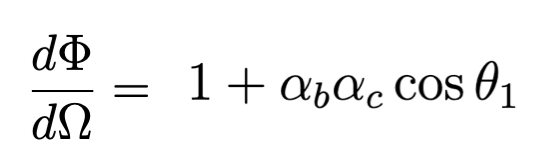 dΦ/dΩ = 1 + α_b α_c cos θ_1